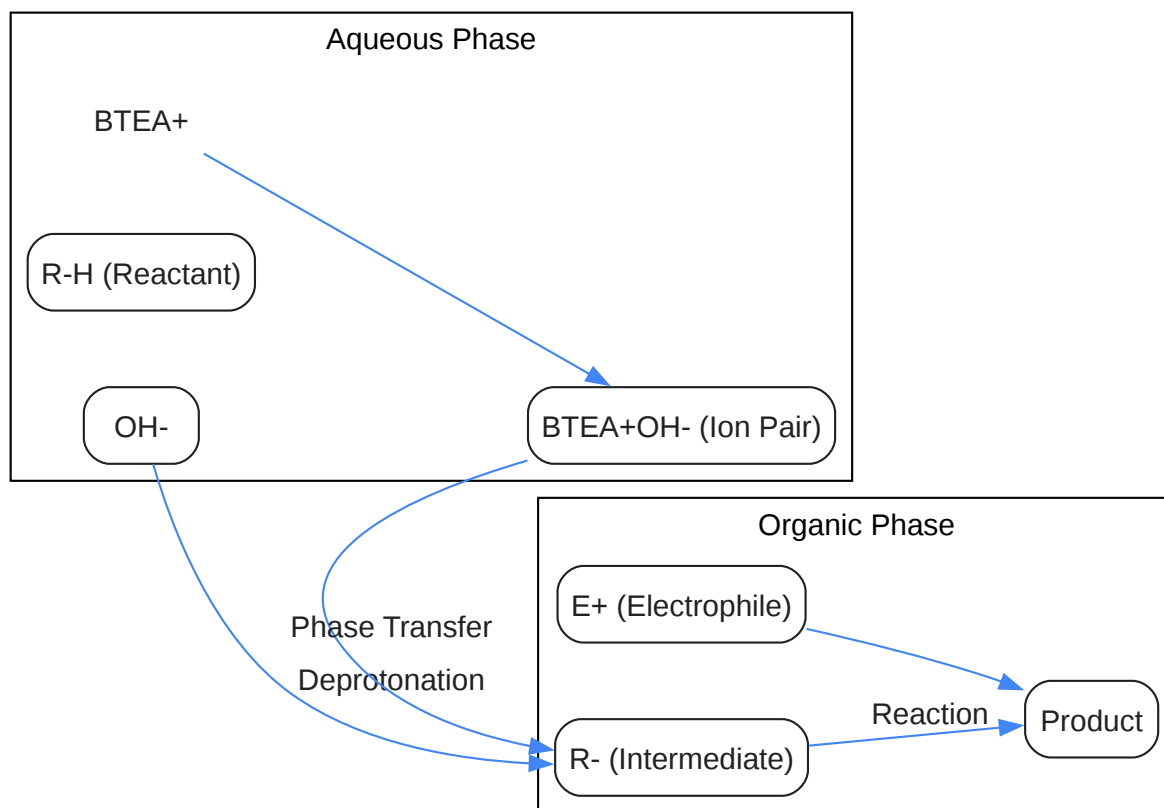 Aqueous Phase
BTEA+
R-H (Reactant)
OH-
BTEA+OH- (Ion Pair)
Organic Phase
E+ (Electrophile)
Phase Transfer
Deprotonation
Reaction
Product
R- (Intermediate)